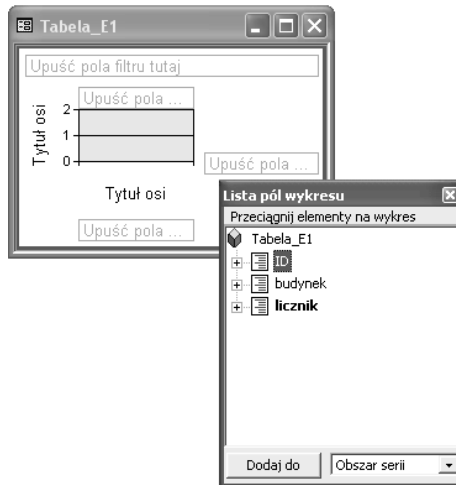 Tabela_E1
Upuść pola filtru tutaj
Upuść pola ...
Tytuł osi
2
1
0
Upuść pola ...
Tytuł osi
Upuść pola ...
Lista pól wykresu
Przeciągnij elementy na wykres
Tabela_E1
ID
budynek
licznik
Dodaj do
Obszar serii